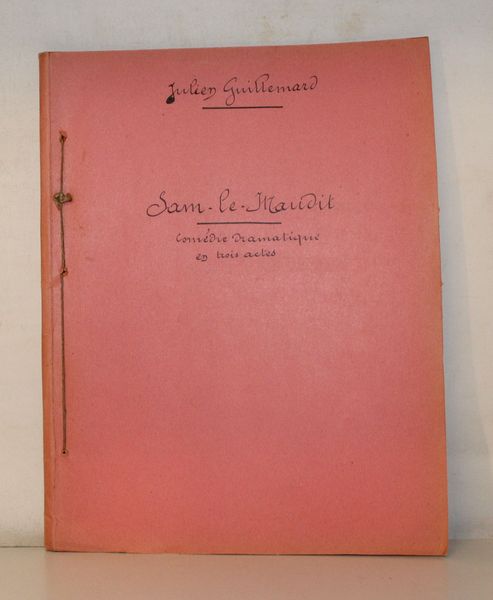 Julien Guillemard
Sam-le-Maudit
Comédie Dramatique
en trois actes